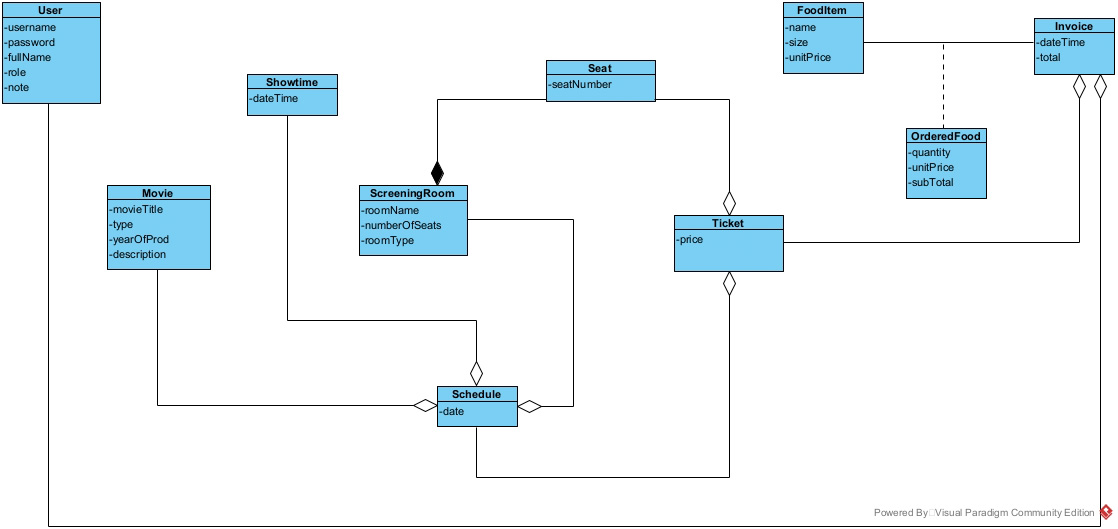 User
-username
-password
-fullName
-role
-note
Showtime
-dateTime
Seat
-seatNumber
FoodItem
-name
-size
-unitPrice
Invoice
-dateTime
-total
OrderedFood
-quantity
-unitPrice
-subTotal
Movie
-movieTitle
-type
-yearOfProd
-description
ScreeningRoom
-roomName
-numberOfSeats
-roomType
Ticket
-price
Schedule
-date
Powered By Visual Paradigm Community Edition